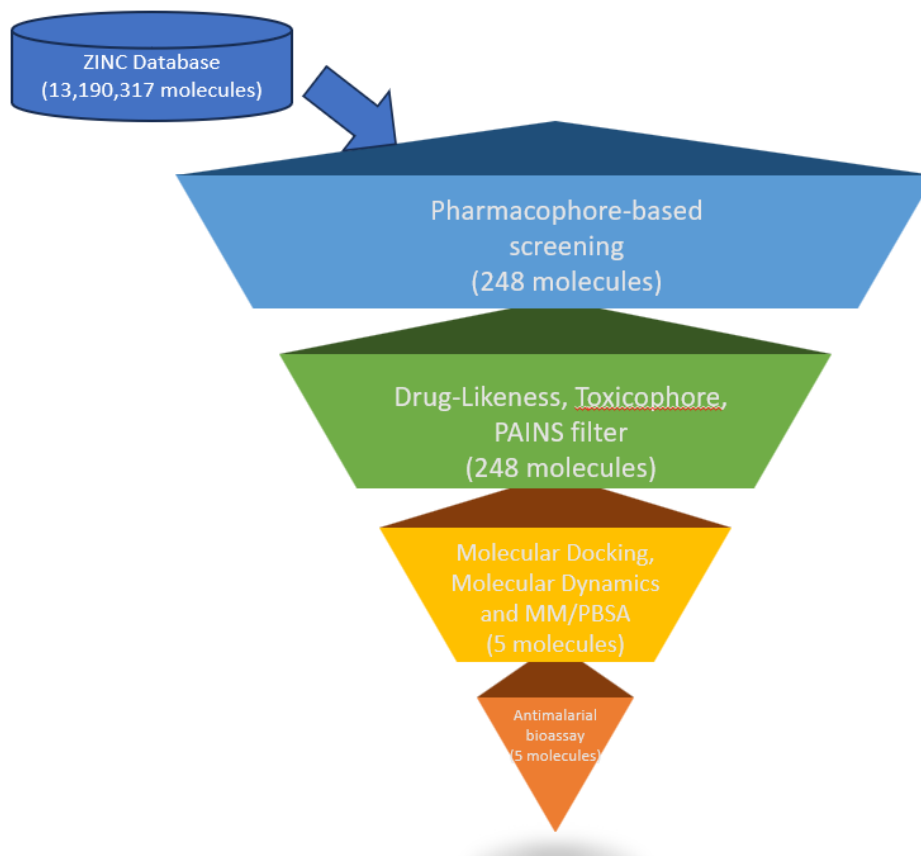 ZINC Database
(13,190,317 molecules)
Pharmacophore-based
screening
(248 molecules)
Drug-Likeness, Toxicophore,
PAINS filter
(248 molecules)
Molecular Docking,
Molecular Dynamics
and MM/PBSA
(5 molecules)
Antimalarial
bioassay
(5 molecules)